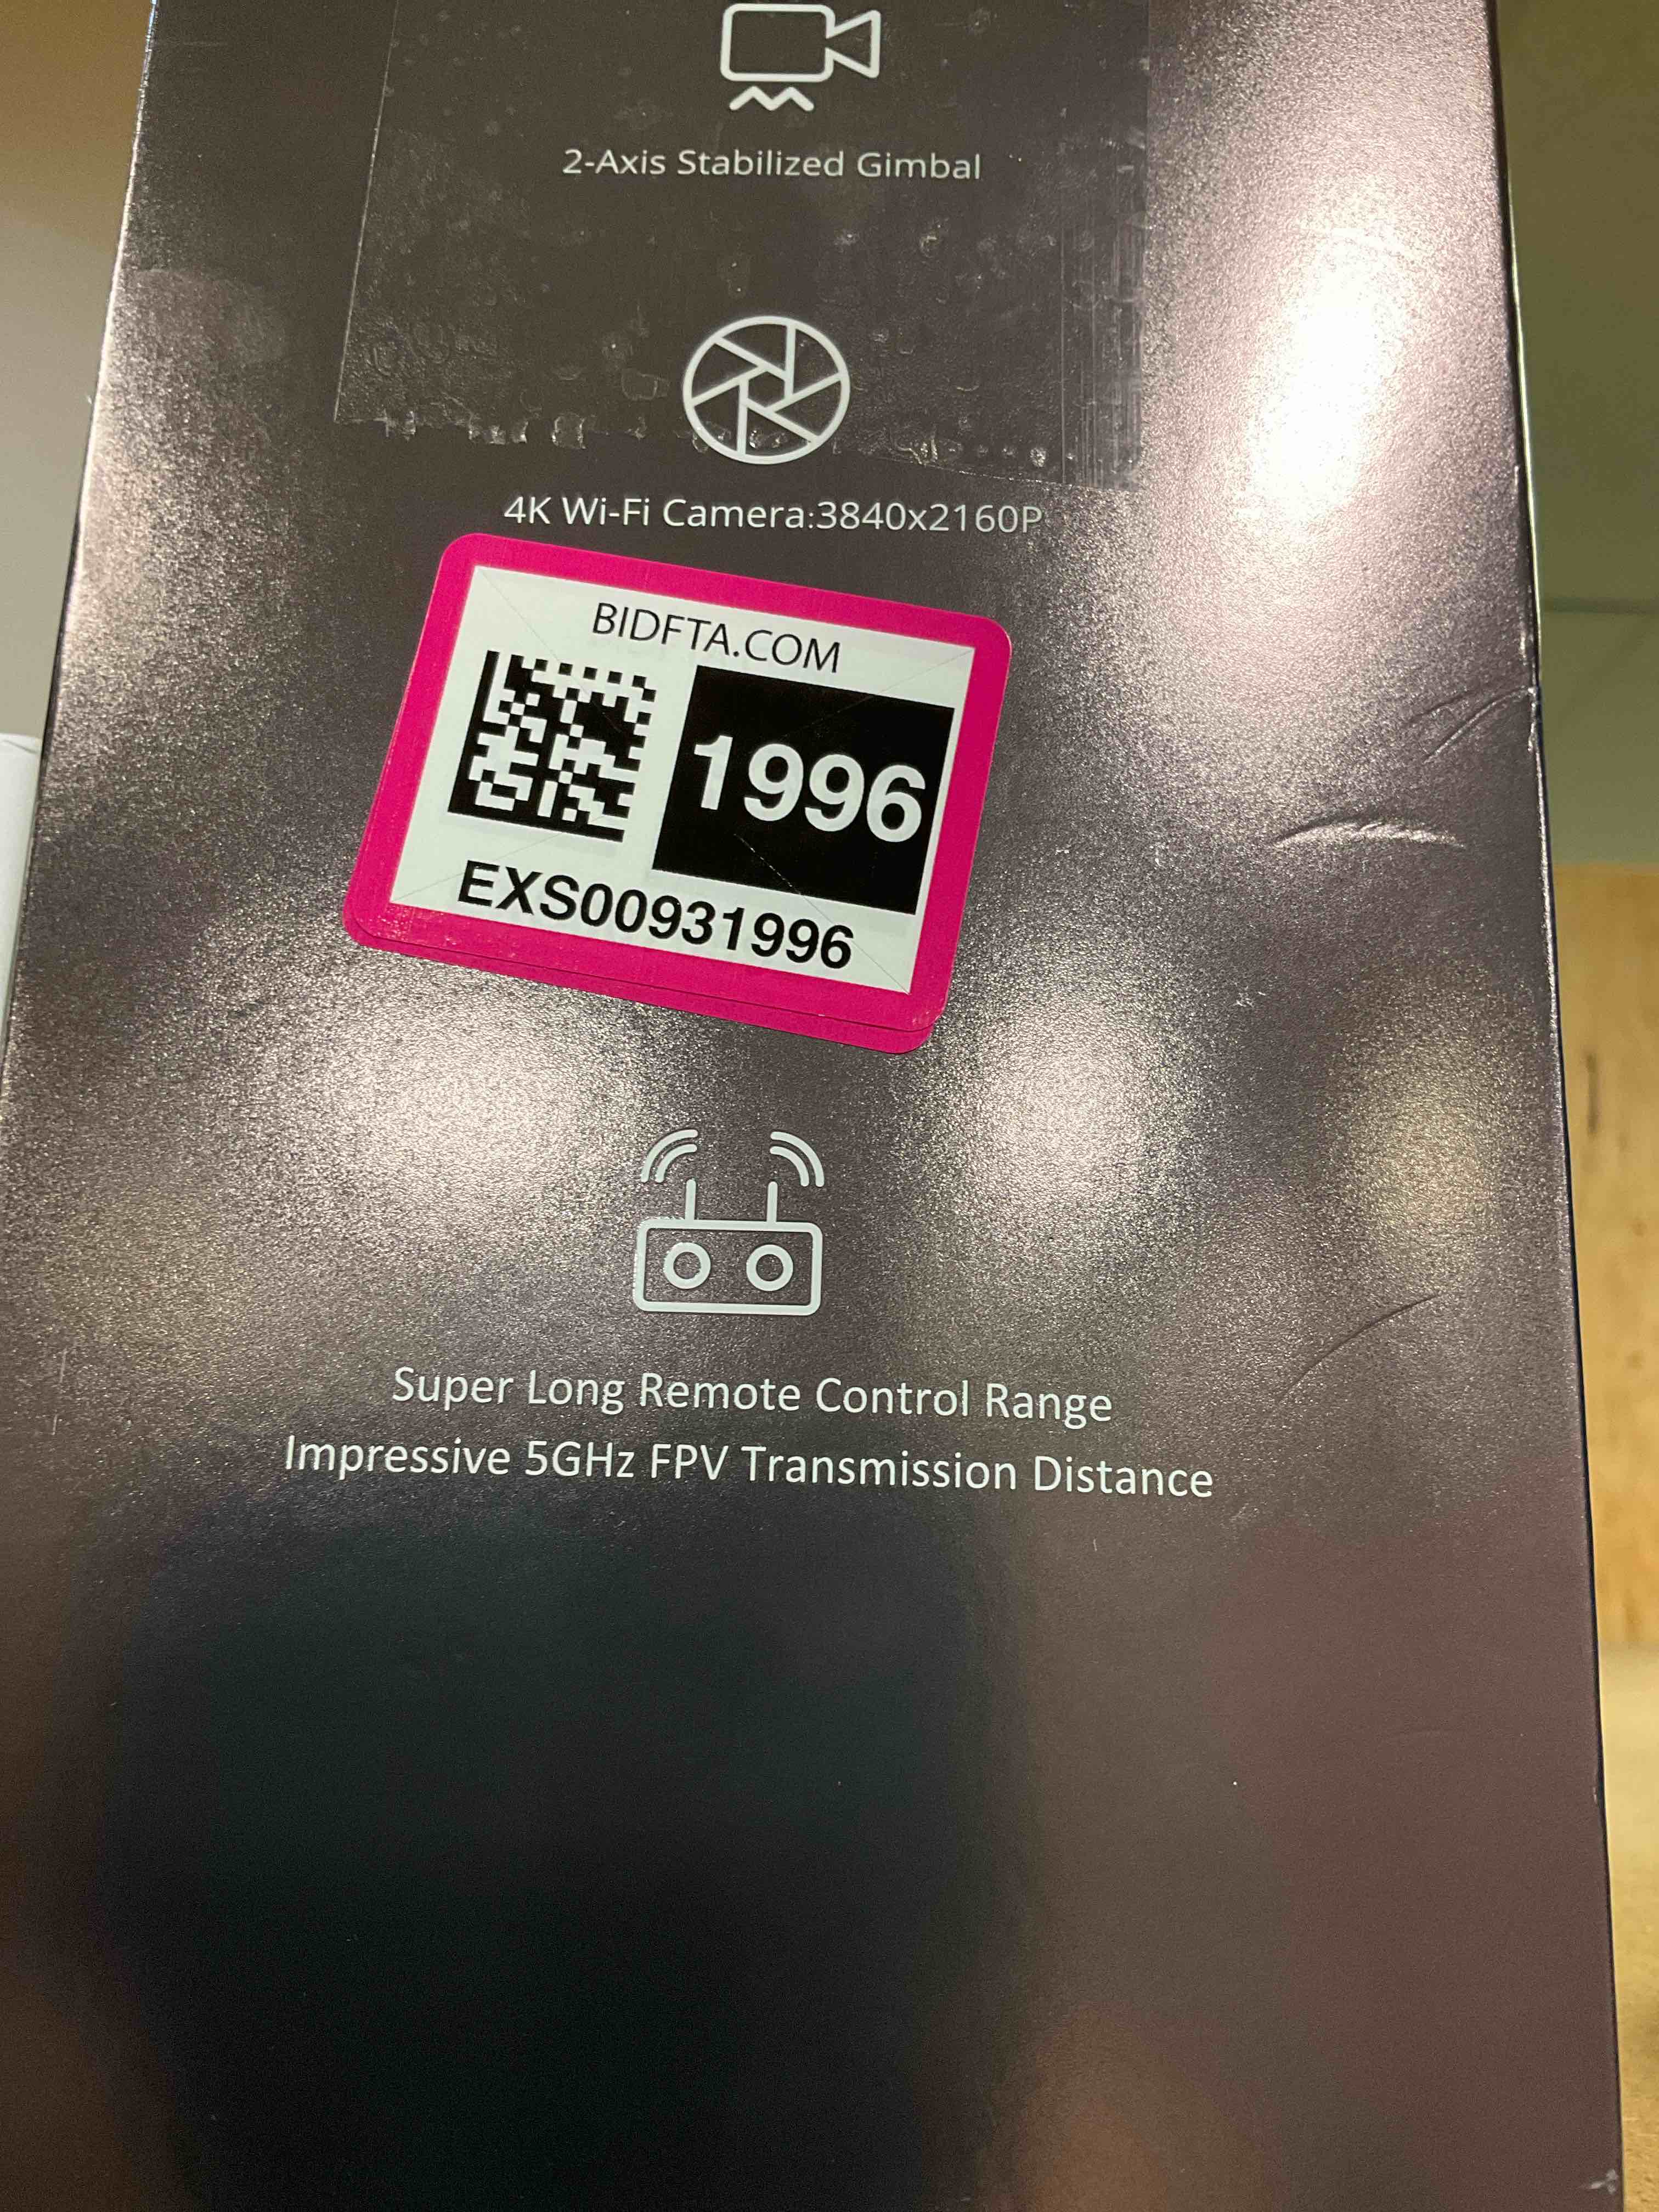 2-Axis Stabilized Gimbal
4K Wi-Fi Camera:3840x2160P
BIDFTA.COM
1996
EXS00931996
Super Long Remote Control Range
Impressive 5GHz FPV Transmission Distance